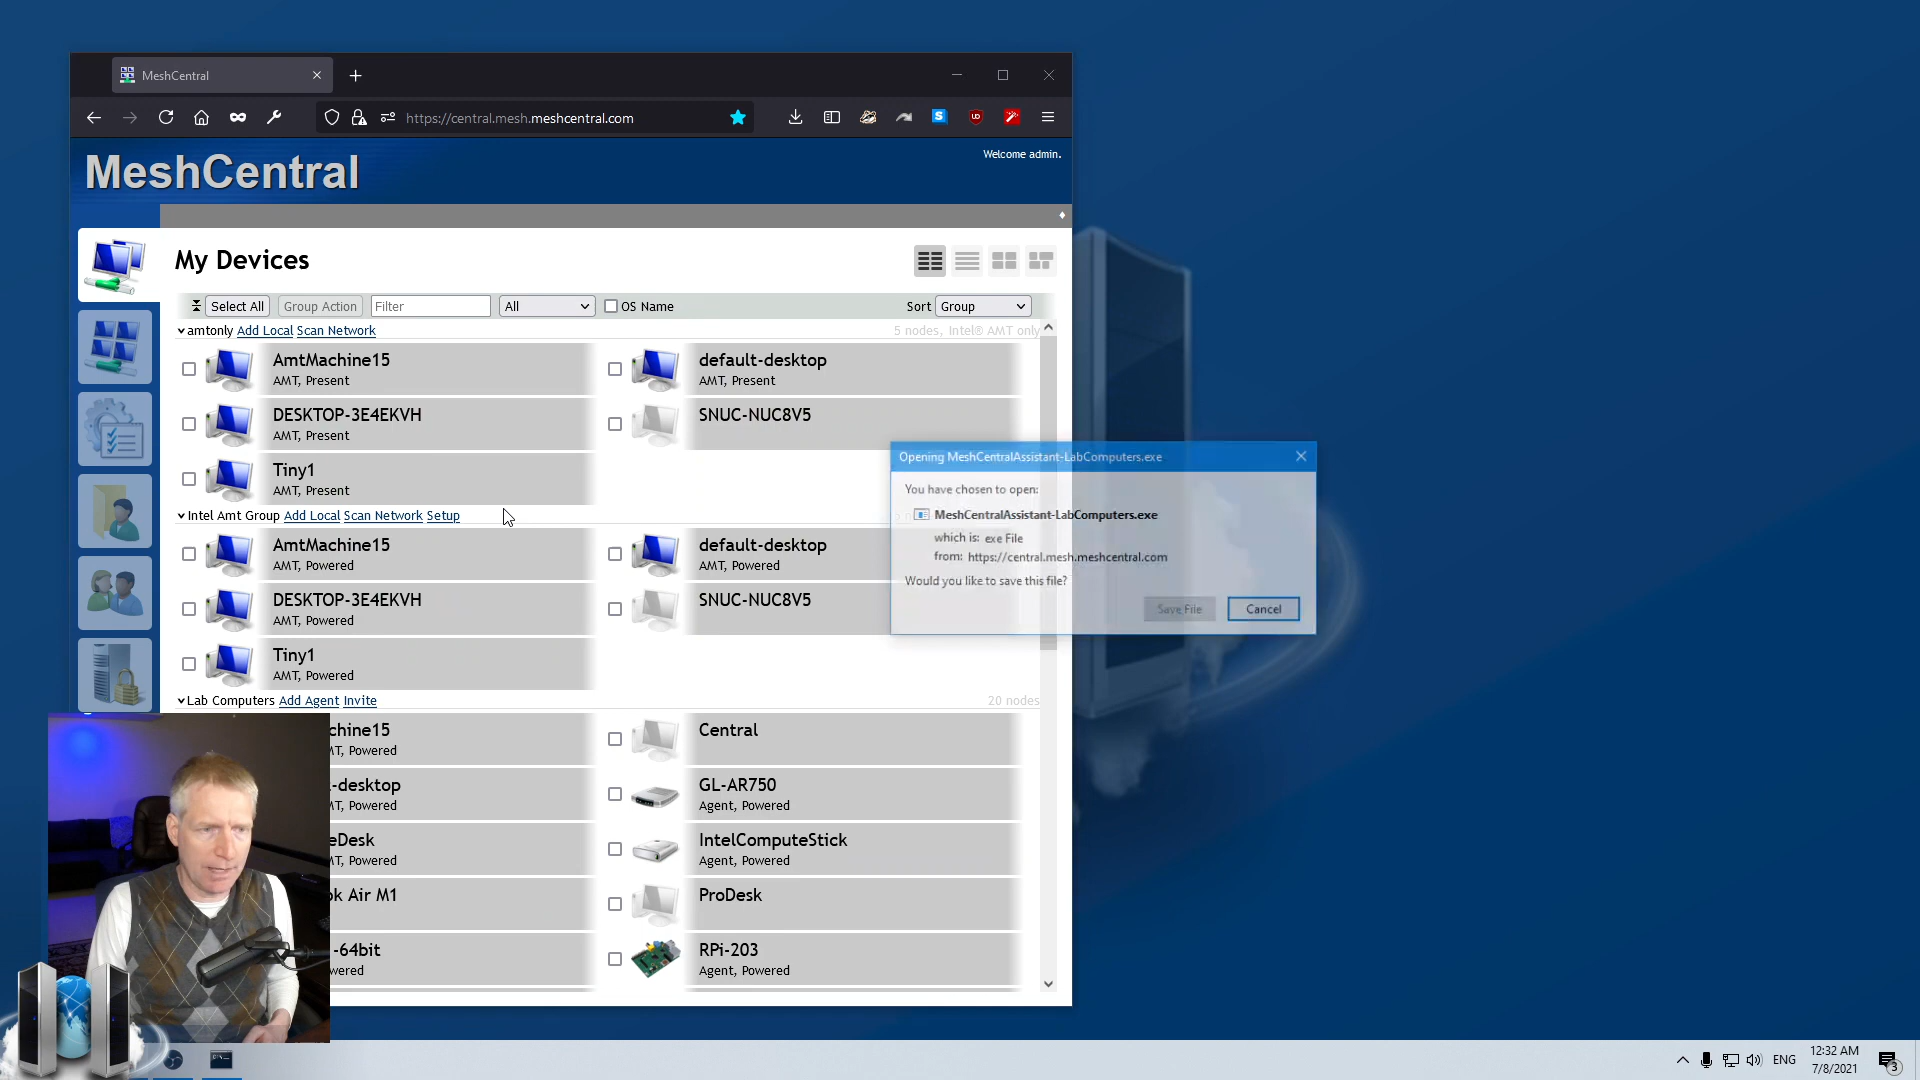 MeshCentral
https://central.mesh.meshcentral.com
MeshCentral
Welcome admin.
My Devices
Select All
Group Action
Filter
All
OS Name
Sort
Group
amtonly Add Local Scan Network
5 nodes, Intel® AMT only
AmtMachine15
AMT, Present
default-desktop
AMT, Present
DESKTOP-3E4EKVH
AMT, Present
SNUC-NUC8V5
Tiny1
AMT, Present
Intel Amt Group Add Local Scan Network Setup
AmtMachine15
AMT, Powered
default-desktop
AMT, Powered
DESKTOP-3E4EKVH
AMT, Powered
SNUC-NUC8V5
Tiny1
AMT, Powered
Lab Computers Add Agent Invite
20 nodes
chine15
MT, Powered
Central
-desktop
MT, Powered
GL-AR750
Agent, Powered
eDesk
MT, Powered
IntelComputeStick
Agent, Powered
ok Air M1
ProDesk
-64bit
wered
RPi-203
Agent, Powered
Opening MeshCentralAssistant-LabComputers.exe
You have chosen to open:
MeshCentralAssistant-LabComputers.exe
which is: exe File
from: https://central.mesh.meshcentral.com
Would you like to save this file?
Save File
Cancel
ENG
12:32 AM
7/8/2021
3